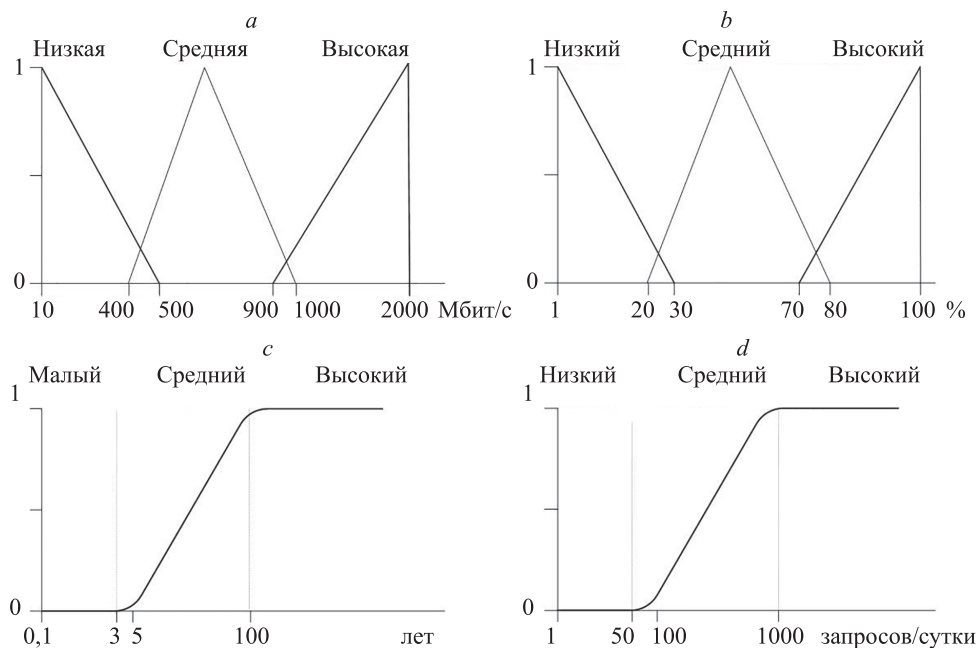 a
Низкая Средняя Высокая
1
0
10 400 500 900 1000 2000 Мбит/с
b
Низкий Средний Высокий
1
0
1 20 30 70 80 100 %
c
Малый Средний Высокий
1
0
0,1 3 5 100 лет
d
Низкий Средний Высокий
1
0
1 50 100 1000 запросов/сутки